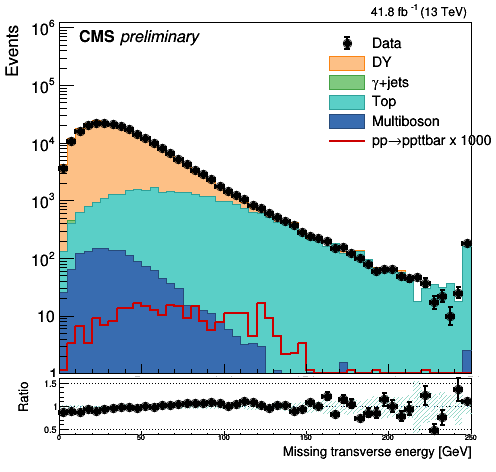 41.8 fb⁻¹ (13 TeV)
CMS preliminary
Events
10⁶
10⁵
10⁴
10³
10²
10
1
Data
DY
γ+jets
Top
Multiboson
pp→ppttbar x 1000
Ratio
1.5
1
0.5
0 50 100 150 200 250
Missing transverse energy [GeV]